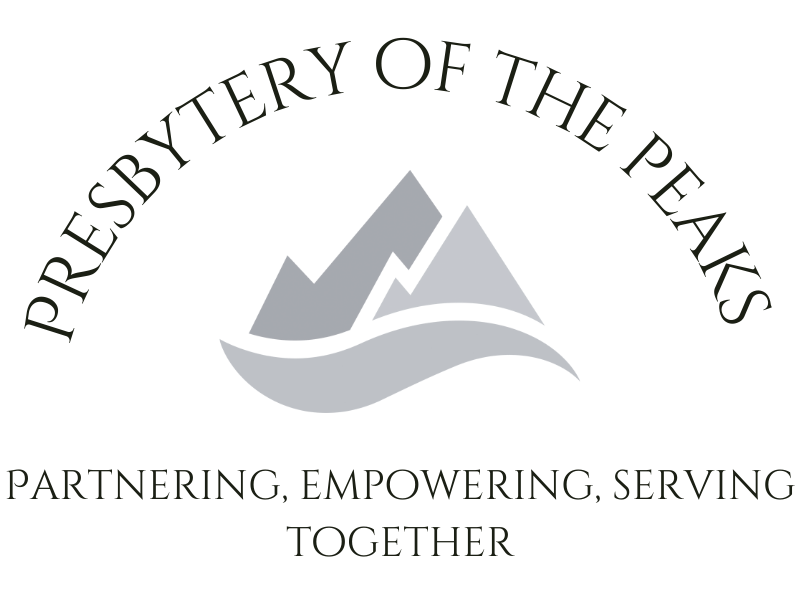 PRESBYTERY OF THE PEAKS
PARTNERING, EMPOWERING, SERVING
TOGETHER